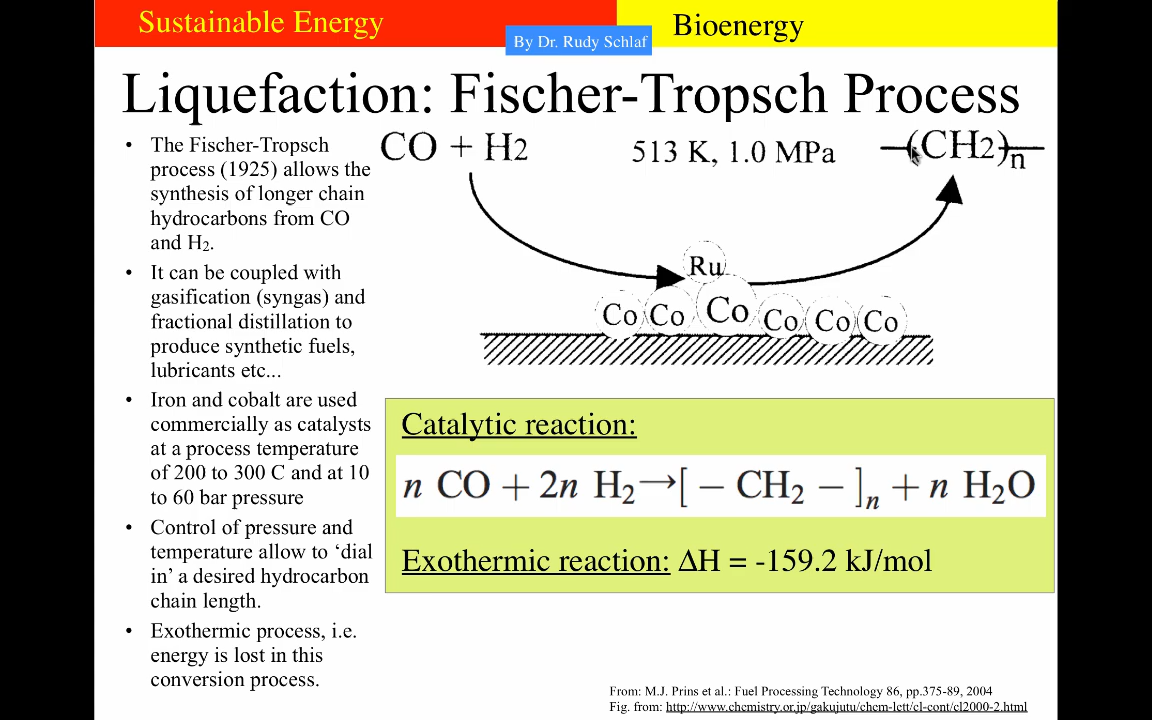 Sustainable Energy
By Dr. Rudy Schlaf
Bioenergy
Liquefaction: Fischer-Tropsch Process
• The Fischer-Tropsch
process (1925) allows the
synthesis of longer chain
hydrocarbons from CO
and H2.
• It can be coupled with
gasification (syngas) and
fractional distillation to
produce synthetic fuels,
lubricants etc...
• Iron and cobalt are used
commercially as catalysts
at a process temperature
of 200 to 300 C and at 10
to 60 bar pressure
• Control of pressure and
temperature allow to ‘dial
in’ a desired hydrocarbon
chain length.
• Exothermic process, i.e.
energy is lost in this
conversion process.
CO + H2 513 K, 1.0 MPa —(CH2)—n
Ru
Co Co Co Co Co Co
Catalytic reaction:
n CO + 2n H2→[ − CH2 − ]n + n H2O
Exothermic reaction: ΔH = -159.2 kJ/mol
From: M.J. Prins et al.: Fuel Processing Technology 86, pp.375-89, 2004
Fig. from: http://www.chemistry.or.jp/gakujutu/chem-lett/cl-cont/cl2000-2.html